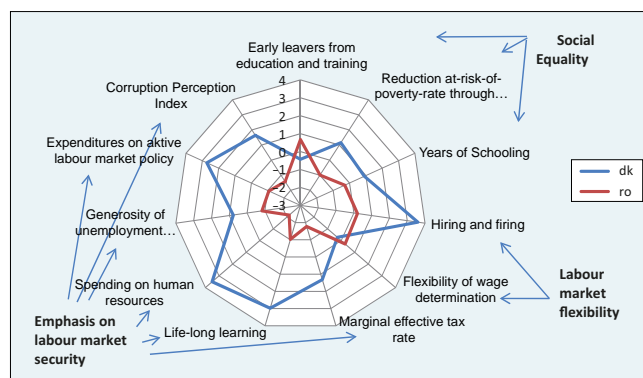 Early leavers from
education and training
Social
Equality
Corruption Perception
Index
Reduction at-risk-of-
poverty-rate through…
Expenditures on aktive
labour market policy
Years of Schooling
Generosity of
unemployment…
Hiring and firing
Spending on human
resources
Flexibility of wage
determination
Life-long learning
Marginal effective tax
rate
4
3
2
1
0
-1
-2
-3
dk
ro
Labour
market
flexibility
Emphasis on
labour market
security